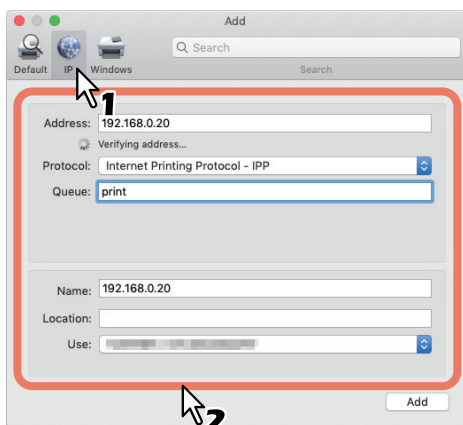 Add
Search
Default IP Windows Search
1
Address: 192.168.0.20
Verifying address...
Protocol: Internet Printing Protocol - IPP
Queue: print
Name: 192.168.0.20
Location:
Use:
Add
2